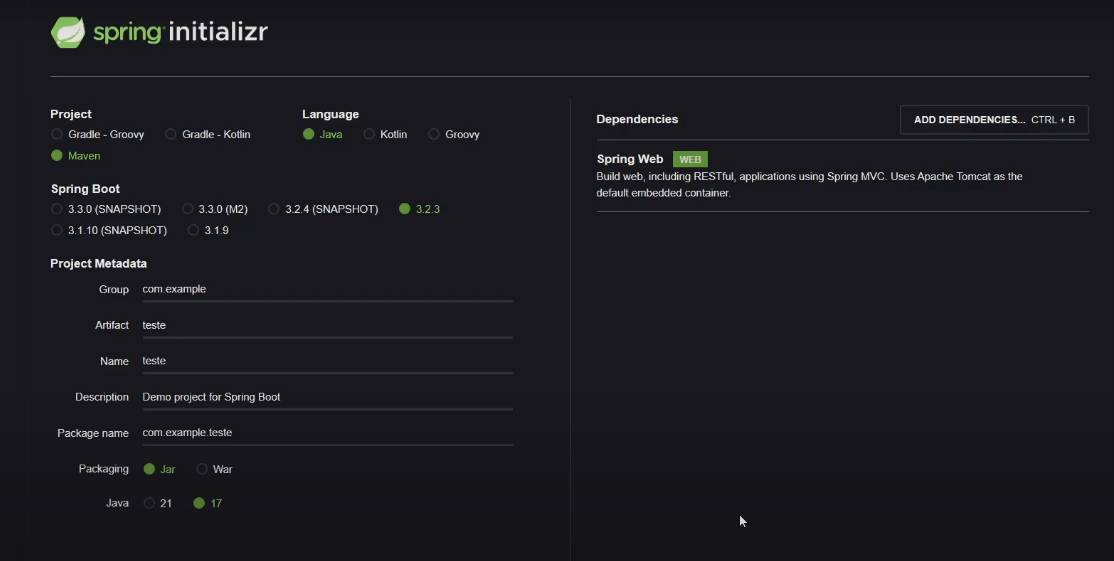 spring initializr
Project
Gradle - Groovy Gradle - Kotlin
Maven
Language
Java Kotlin Groovy
Spring Boot
3.3.0 (SNAPSHOT) 3.3.0 (M2) 3.2.4 (SNAPSHOT) 3.2.3
3.1.10 (SNAPSHOT) 3.1.9
Project Metadata
Group com.example
Artifact teste
Name teste
Description Demo project for Spring Boot
Package name com.example.teste
Packaging Jar War
Java 21 17
Dependencies ADD DEPENDENCIES... CTRL + B
Spring Web WEB
Build web, including RESTful, applications using Spring MVC. Uses Apache Tomcat as the
default embedded container.